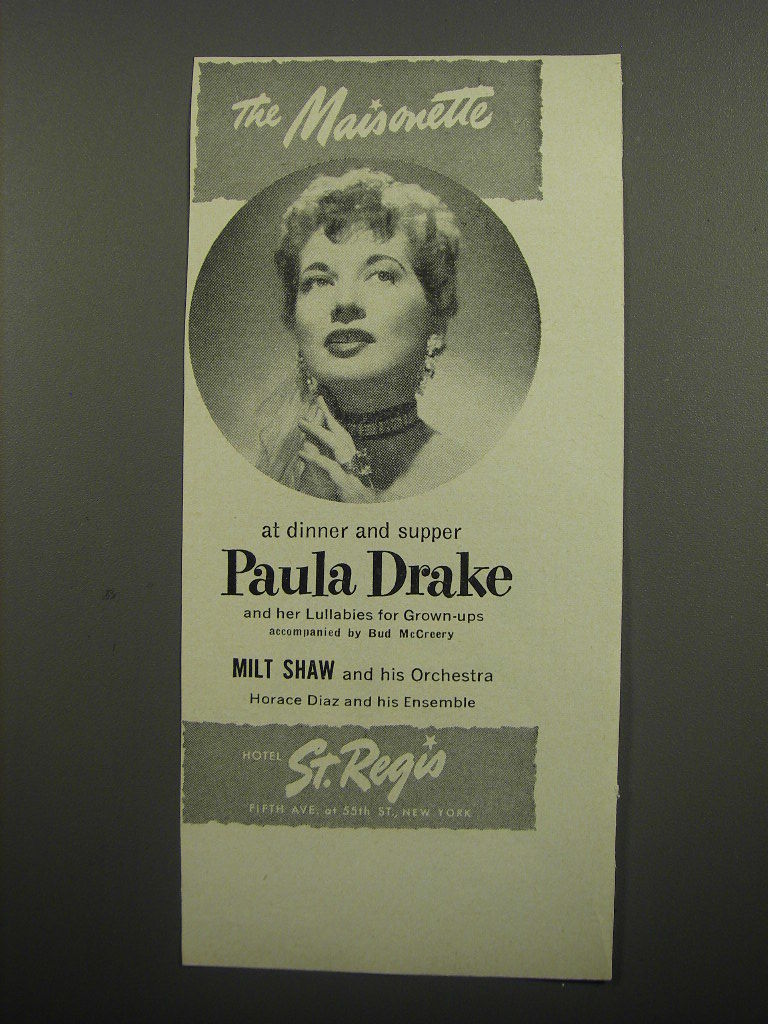 The Maisonette
at dinner and supper
Paula Drake
and her Lullabies for Grown-ups
accompanied by Bud McCreery
MILT SHAW and his Orchestra
Horace Diaz and his Ensemble
HOTEL St. Regis
FIFTH AVE. at 55th ST., NEW YORK